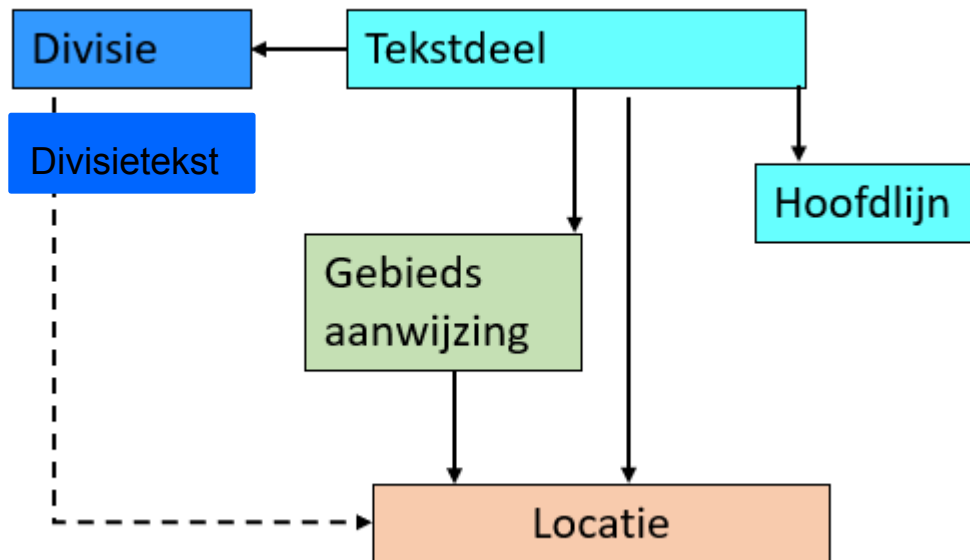 Divisie
Tekstdeel
Divisietekst
Hoofdlijn
Gebieds
aanwijzing
Locatie